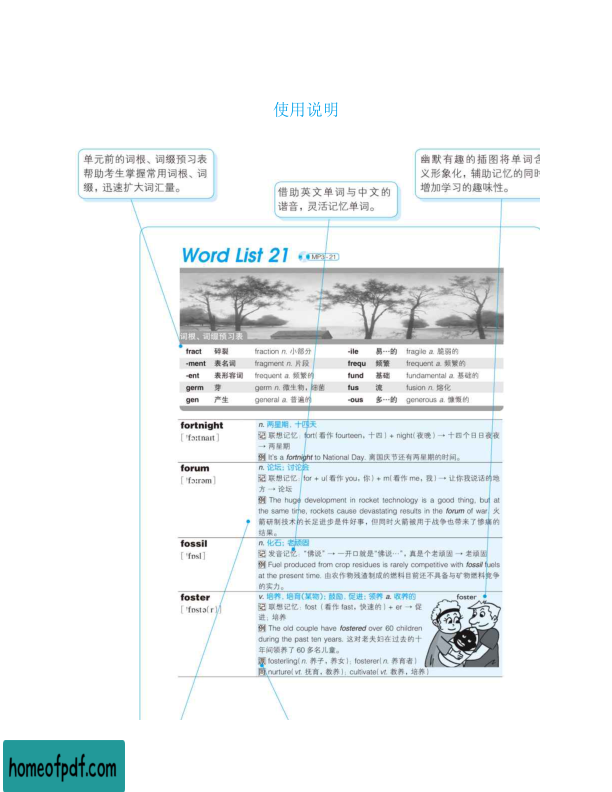 使用说明
单元前的词根、词缀预习表
帮助考生掌握常用词根、词
缀，迅速扩大词汇量。
借助英文单词与中文的
谐音，灵活记忆单词。
幽默有趣的插图将单词含
义形象化，辅助记忆的同时
增加学习的趣味性。
Word List 21 MP3-21
词根、词缀预习表
fract 碎裂 fraction n. 小部分 -ile 易…的 fragile a. 脆弱的
-ment 表名词 fragment n. 片段 frequ 频繁 frequent a. 频繁的
-ent 表形容词 frequent a. 频繁的 fund 基础 fundamental a. 基础的
germ 芽 germ n. 微生物，细菌 fus 流 fusion n. 熔化
gen 产生 general a. 普遍的 -ous 多…的 generous a. 慷慨的
fortnight n. 两星期，十四天
[ˈfɔːtnaɪt] 记 联想记忆：fort(看作 fourteen，十四) + night(夜晚) → 十四个日日夜夜
→ 两星期
例 It's a fortnight to National Day. 离国庆节还有两星期的时间。
forum n. 论坛；讨论会
[ˈfɔːrəm] 记 联想记忆：for + u(看作 you，你) + m(看作 me，我) → 让你我说话的地
方 → 论坛
例 The huge development in rocket technology is a good thing, but at
the same time, rockets cause devastating results in the forum of war. 火
箭研制技术的长足进步是件好事，但同时火箭被用于战争也带来了惨痛的
结果。
fossil n. 化石；老顽固
[ˈfɒsl] 记 发音记忆：“佛说” → 一开口就是“佛说…”，真是个老顽固 → 老顽固
例 Fuel produced from crop residues is rarely competitive with fossil fuels
at the present time. 由农作物残渣制成的燃料目前还不具备与矿物燃料竞争
的实力。
foster v. 培养，培育(某物)；鼓励，促进；领养 a. 收养的
[ˈfɒstə(r)] 记 联想记忆：fost（看作 fast，快速的）+ er → 促
进；培养
例 The old couple have fostered over 60 children
during the past ten years. 这对老夫妇在过去的十
年间领养了 60 多名儿童。
派 fosterling(n. 养子，养女)；fosterer(n. 养育者)
同 nurture(vt. 抚育，教养)；cultivate(vt. 教养，培养)
foster
homeofpdf.com